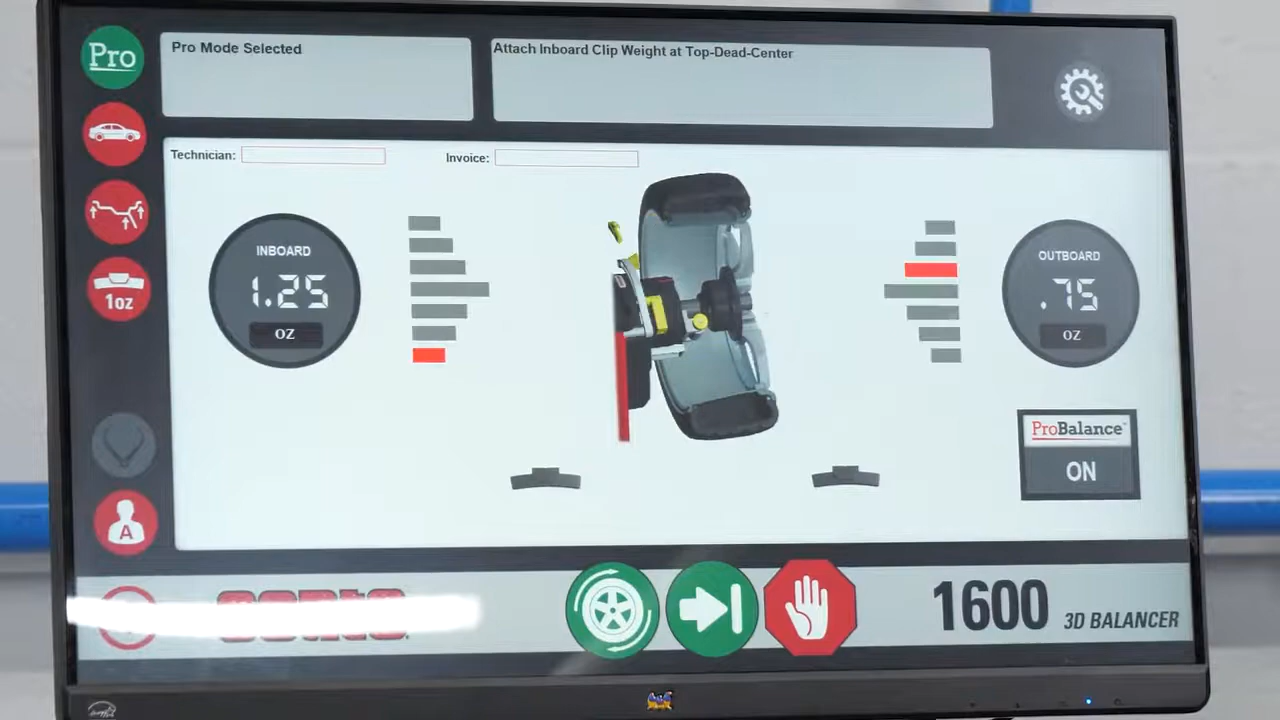 Pro
Pro Mode Selected
Attach Inboard Clip Weight at Top-Dead-Center
Technician:
Invoice:
INBOARD
1.25
OZ
OUTBOARD
.75
OZ
1oz
ProBalance™
ON
A
1600 3D BALANCER